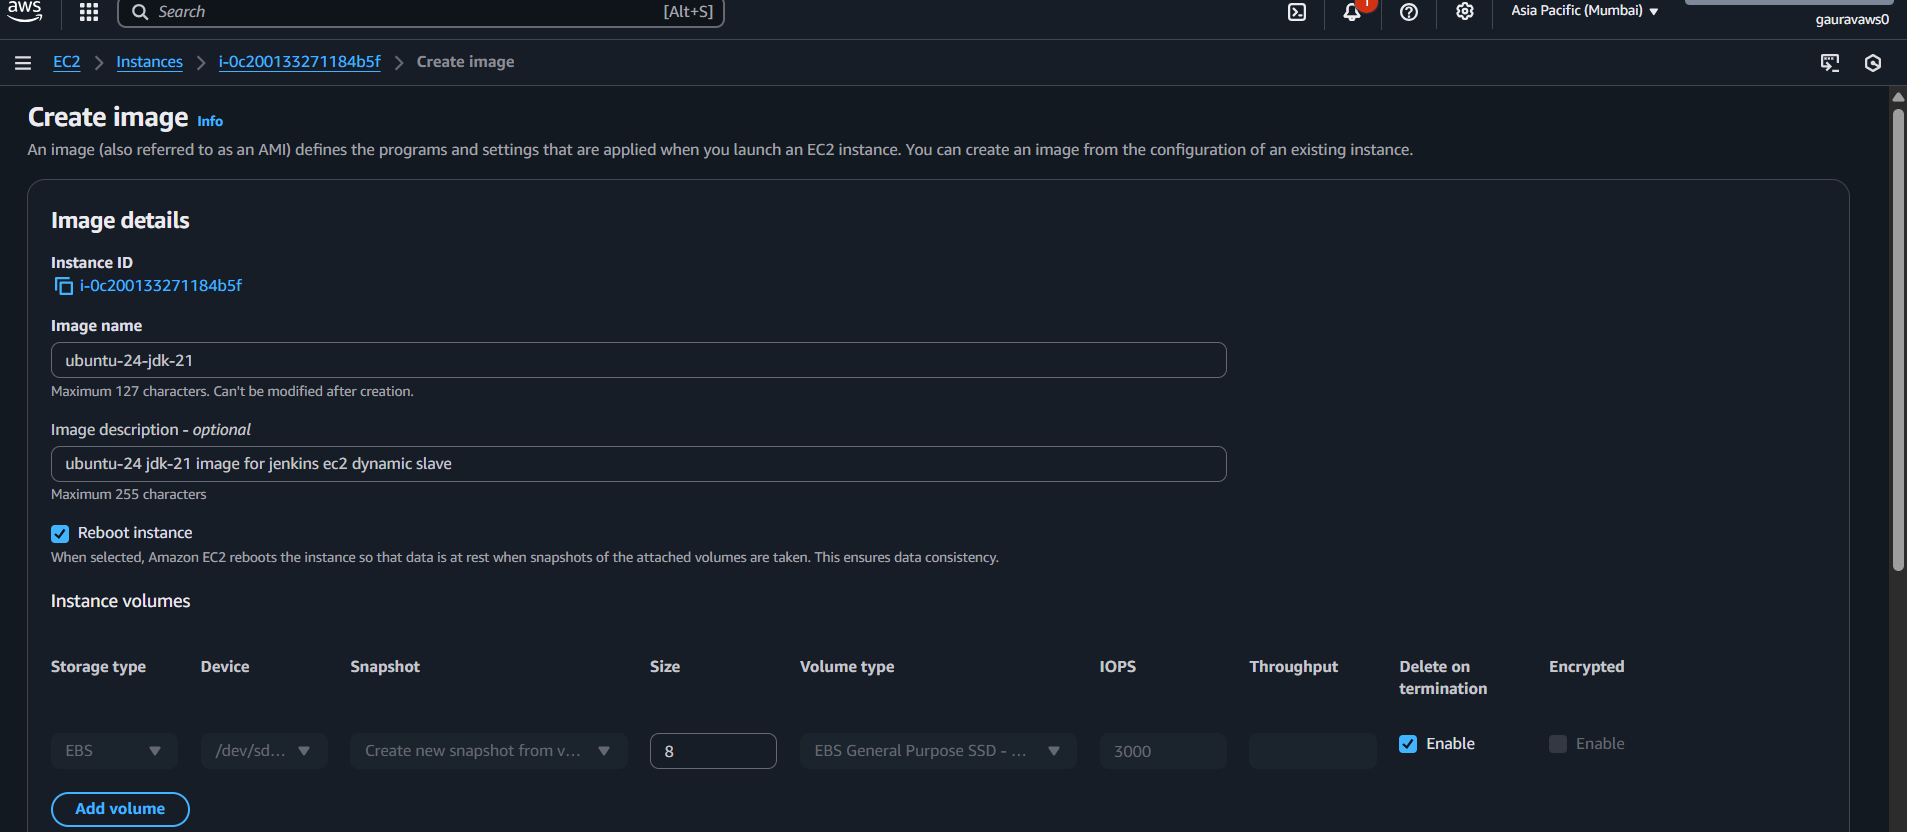 aws
Search [Alt+S]
1
Asia Pacific (Mumbai)
gauravaws0
EC2 > Instances > i-0c200133271184b5f > Create image
Create image Info
An image (also referred to as an AMI) defines the programs and settings that are applied when you launch an EC2 instance. You can create an image from the configuration of an existing instance.
Image details
Instance ID
i-0c200133271184b5f
Image name
ubuntu-24-jdk-21
Maximum 127 characters. Can't be modified after creation.
Image description - optional
ubuntu-24 jdk-21 image for jenkins ec2 dynamic slave
Maximum 255 characters
Reboot instance
When selected, Amazon EC2 reboots the instance so that data is at rest when snapshots of the attached volumes are taken. This ensures data consistency.
Instance volumes
Storage type Device Snapshot Size Volume type IOPS Throughput Delete on termination Encrypted
EBS /dev/sd... Create new snapshot from v... 8 EBS General Purpose SSD - ... 3000 Enable Enable
Add volume